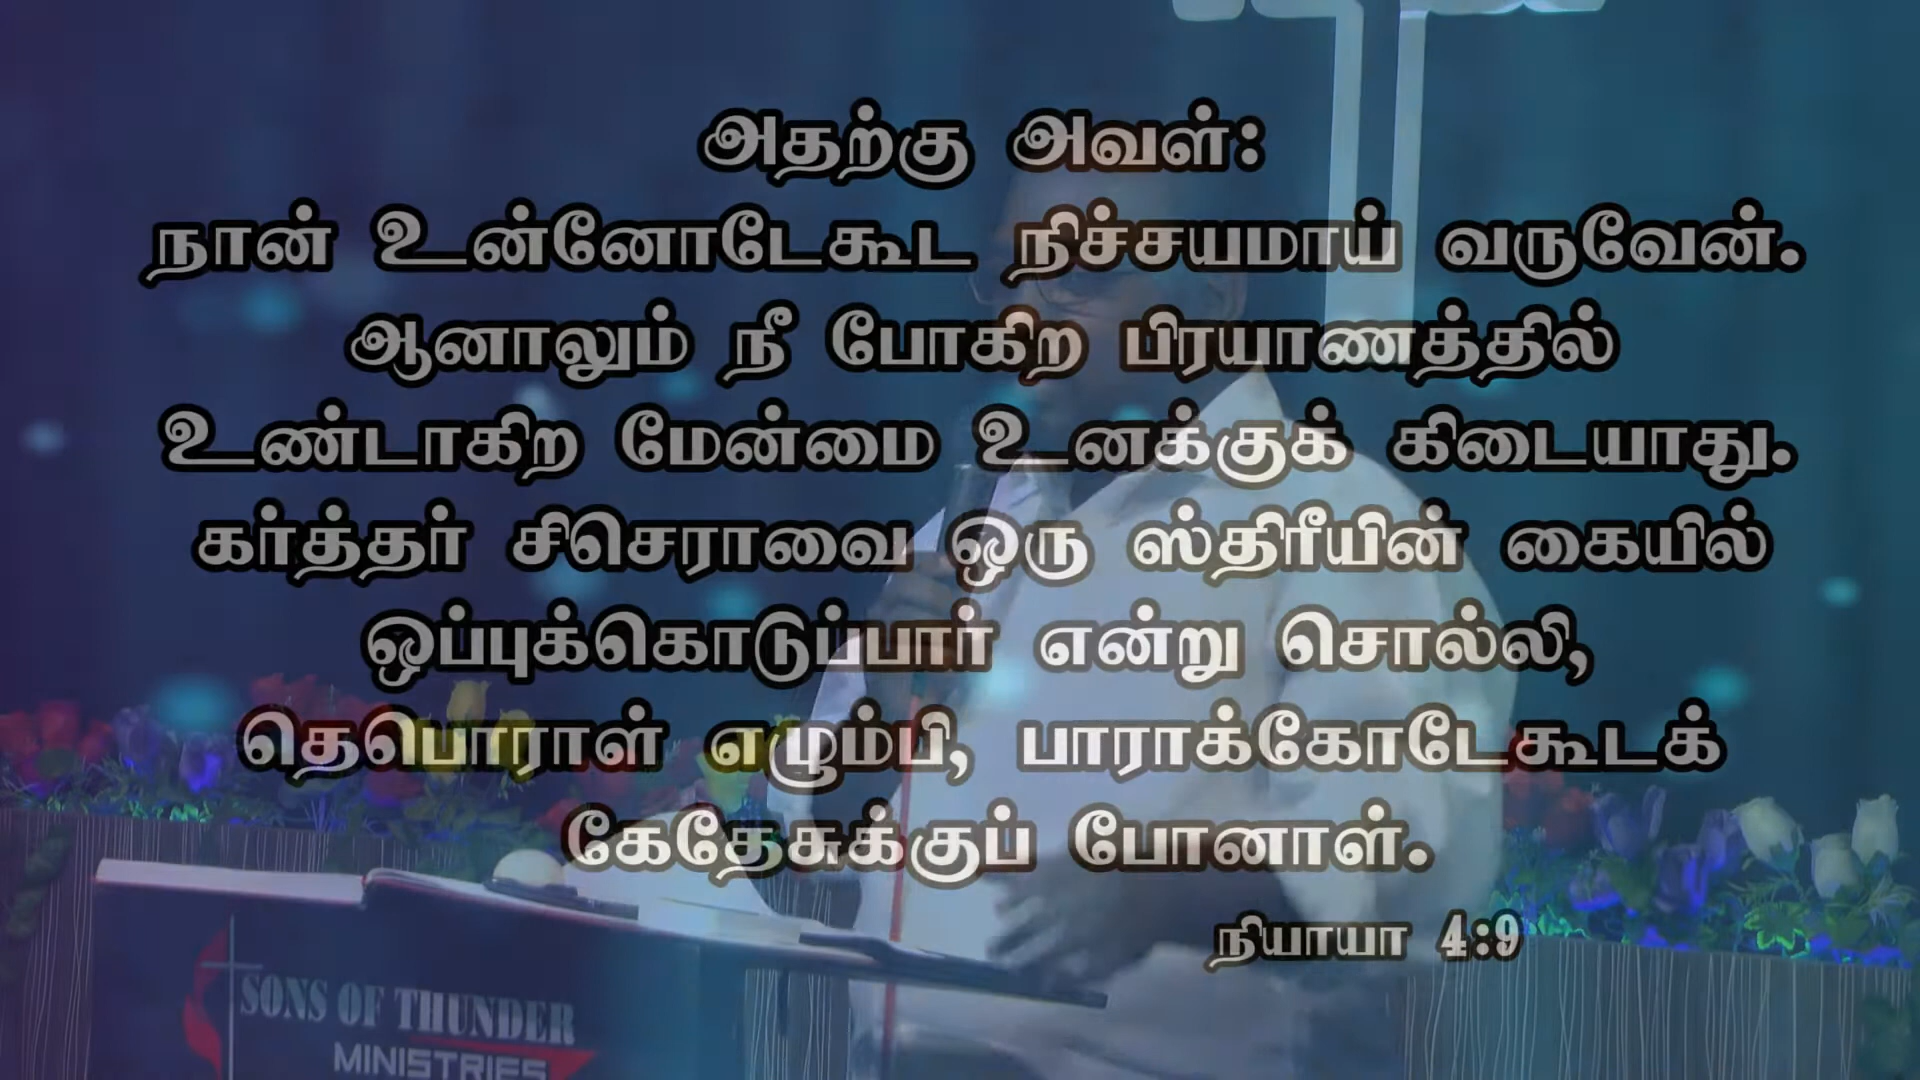 அதற்கு அவள்:
நான் உன்னோடேகூட நிச்சயமாய் வருவேன்.
ஆனாலும் நீ போகிற பிரயாணத்தில்
உண்டாகிற மேன்மை உனக்குக் கிடையாது.
கர்த்தர் சிசெராவை ஒரு ஸ்திரீயின் கையில்
ஒப்புக்கொடுப்பார் என்று சொல்லி,
தெபொராள் எழும்பி, பாராக்கோடேகூடக்
கேதேசுக்குப் போனாள்.
நியாயா 4:9
SONS OF THUNDER
MINISTRIES